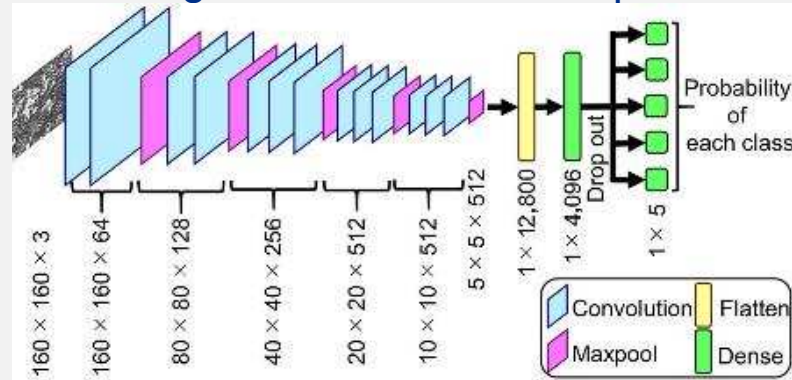 160 × 160 × 3
160 × 160 × 64
80 × 80 × 128
40 × 40 × 256
20 × 20 × 512
10 × 10 × 512
5 × 5 × 512
1 × 12,800
1 × 4,096
Drop out
1 × 5
Probability
of
each class
Convolution
Flatten
Maxpool
Dense